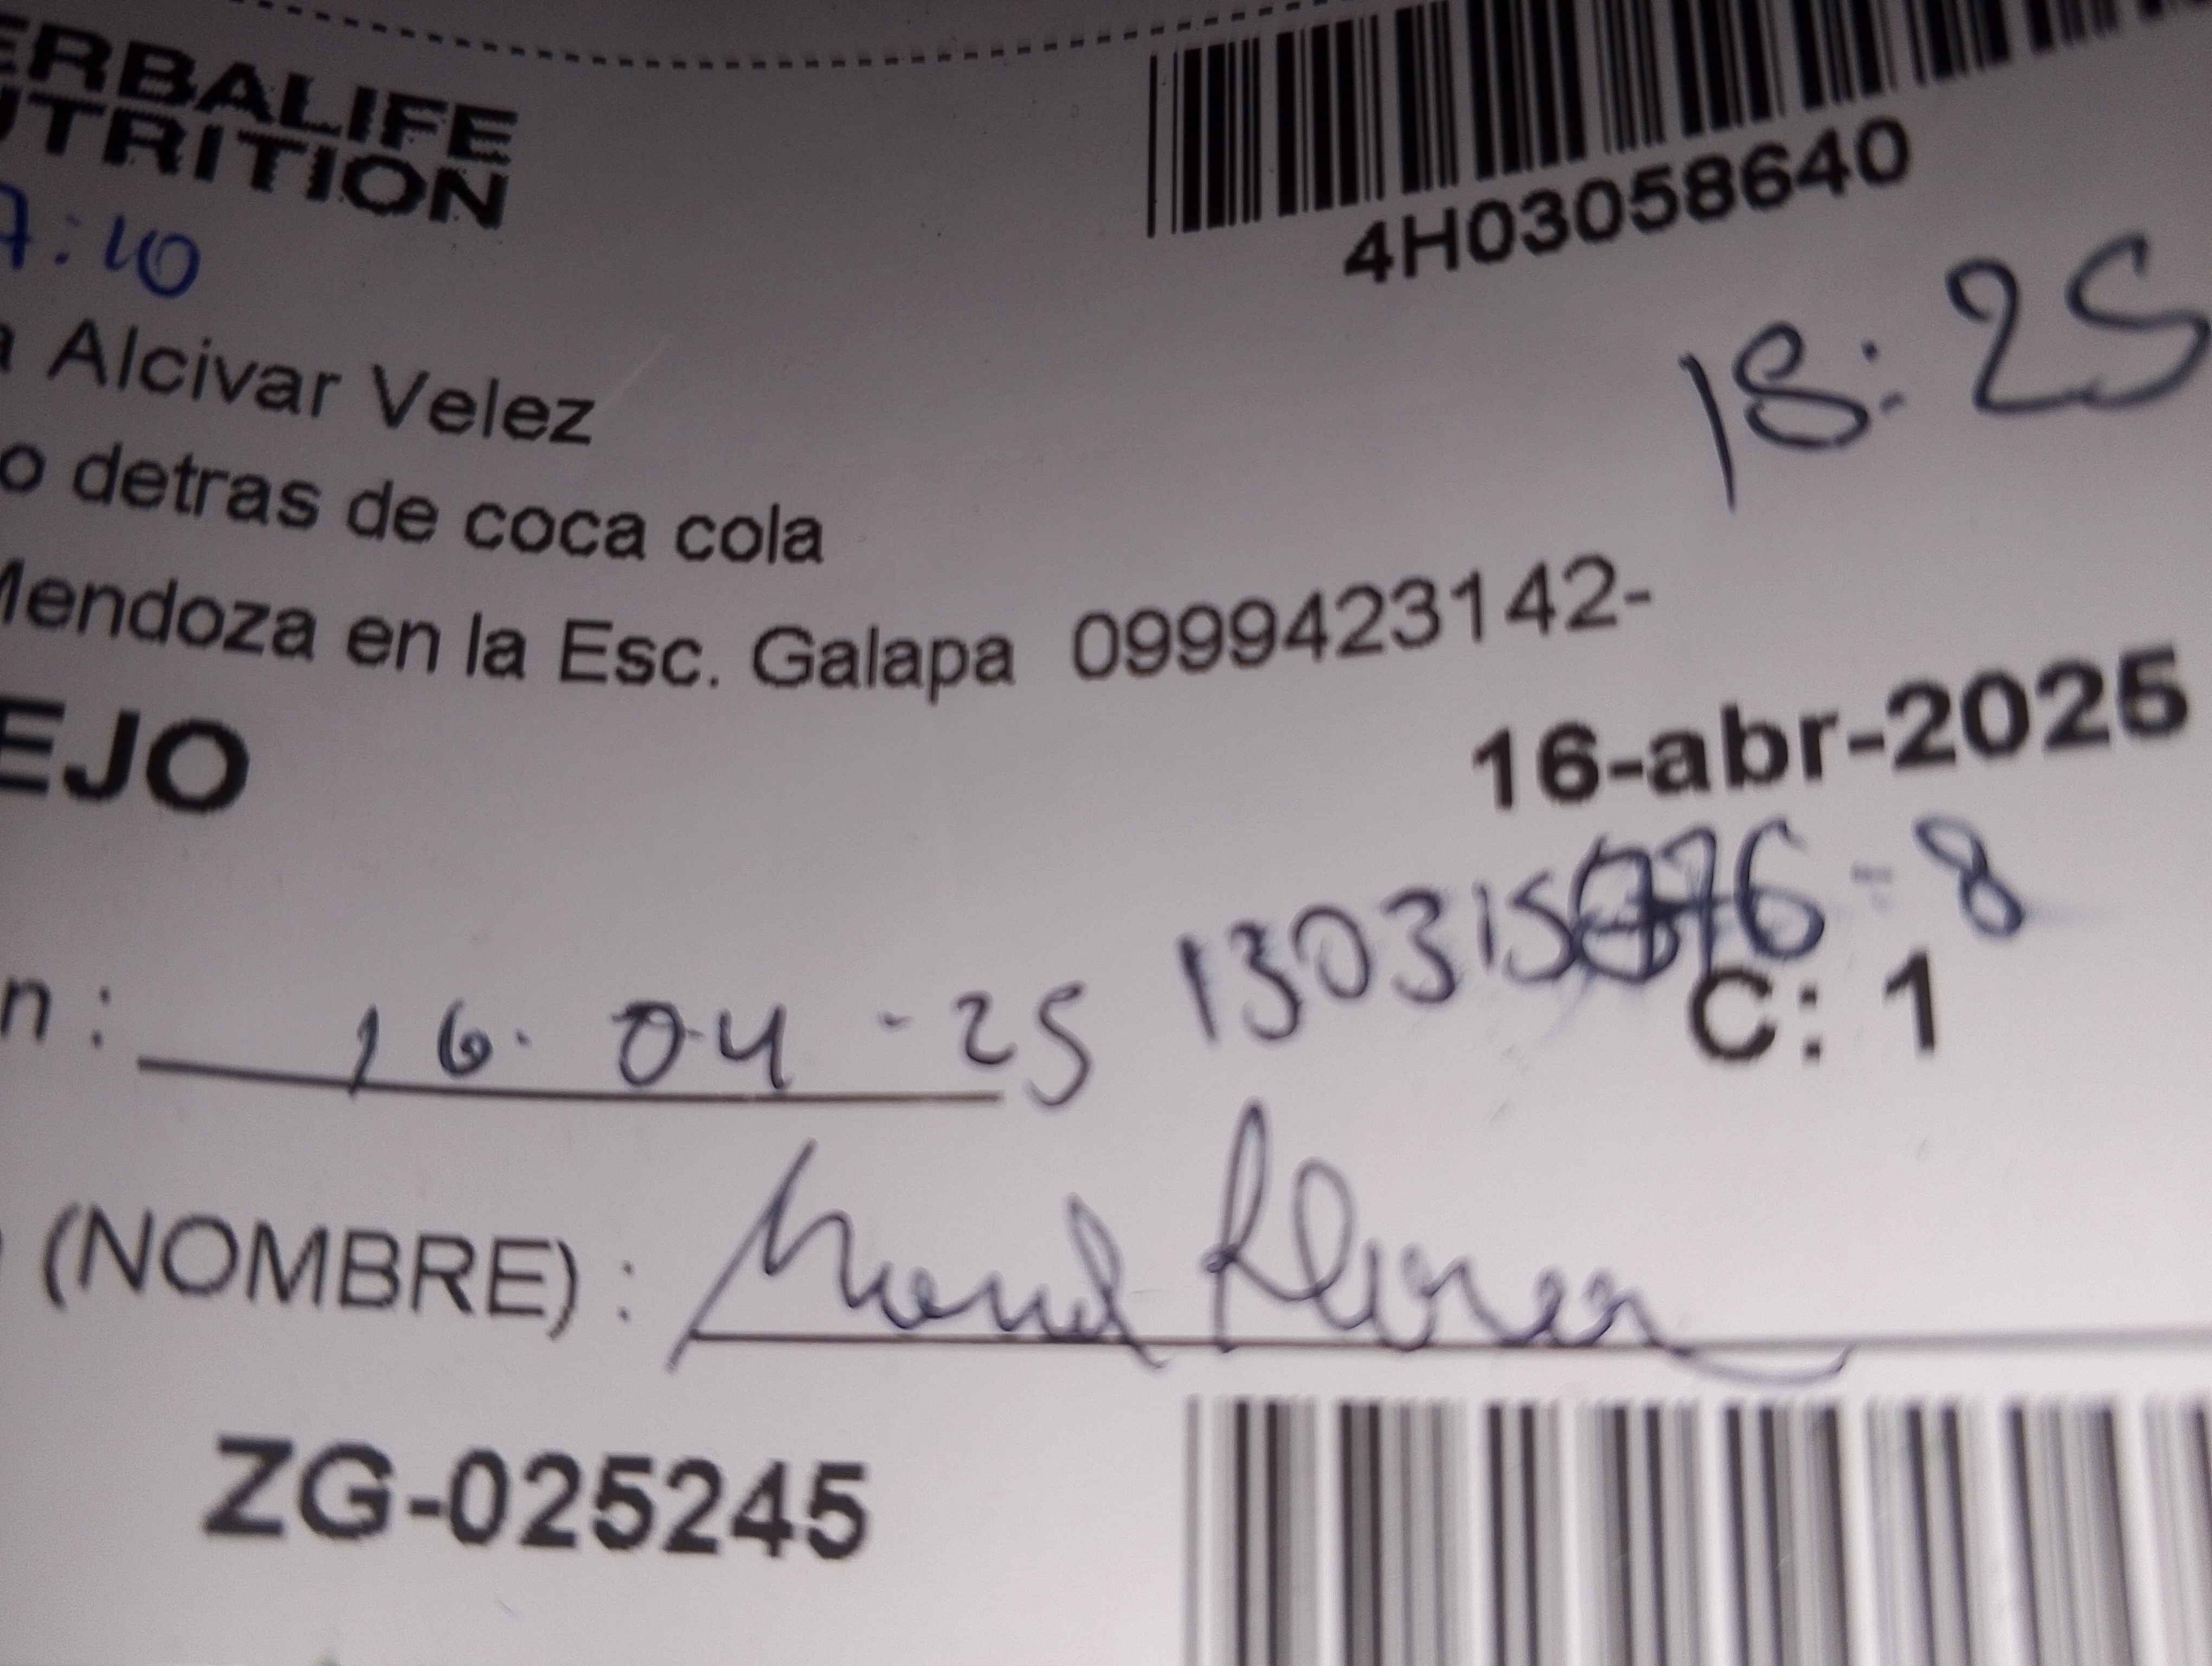 ERBALIFE
UTRITION
4H03058640
7:10
18:25
a Alcivar Velez
o detras de coca cola
Mendoza en la Esc. Galapa 0999423142-
EJO
16-abr-2025
n : 16. 04 - 25
C: 1
(NOMBRE) :
ZG-025245